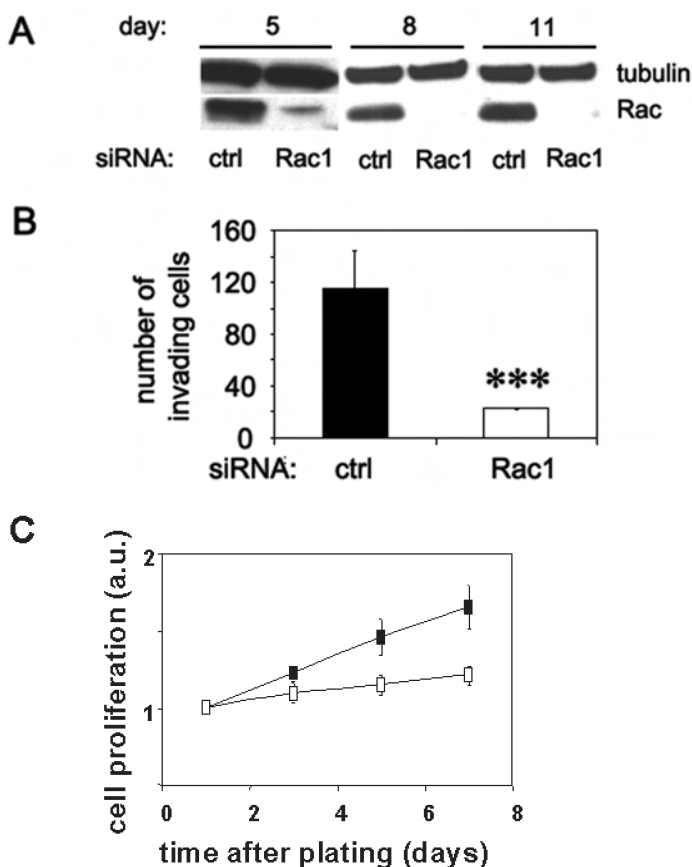 A
day: 5 8 11
tubulin
Rac
siRNA: ctrl Rac1 ctrl Rac1 ctrl Rac1
B
number of
invading cells
160
120
80
40
0
***
siRNA: ctrl Rac1
C
cell proliferation (a.u.)
2
1
0 2 4 6 8
time after plating (days)